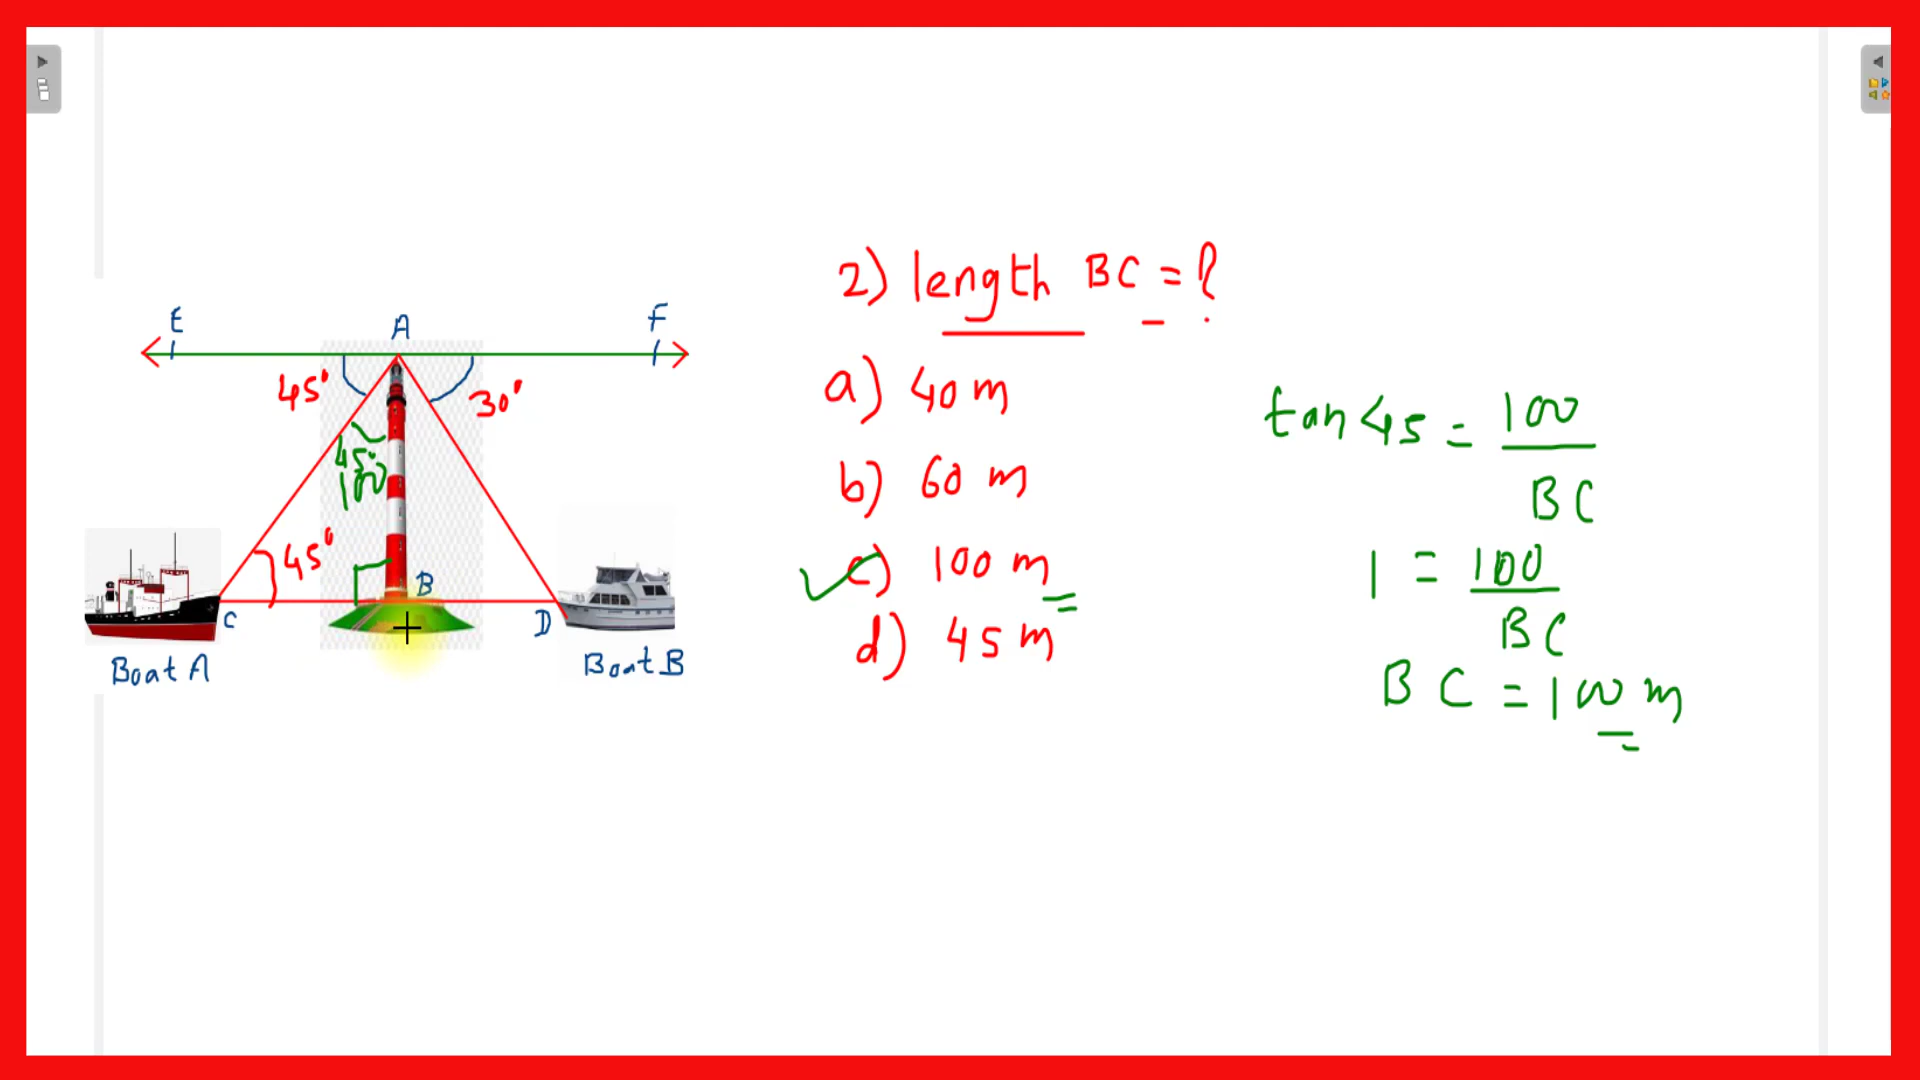 E A F
45° 30°
45°
100
45°
B
C D
Boat A Boat B
2) length BC = ?
a) 40 m
b) 60 m
c) 100 m
d) 45 m
tan 45 = 100
BC
1 = 100
BC
BC = 100 m